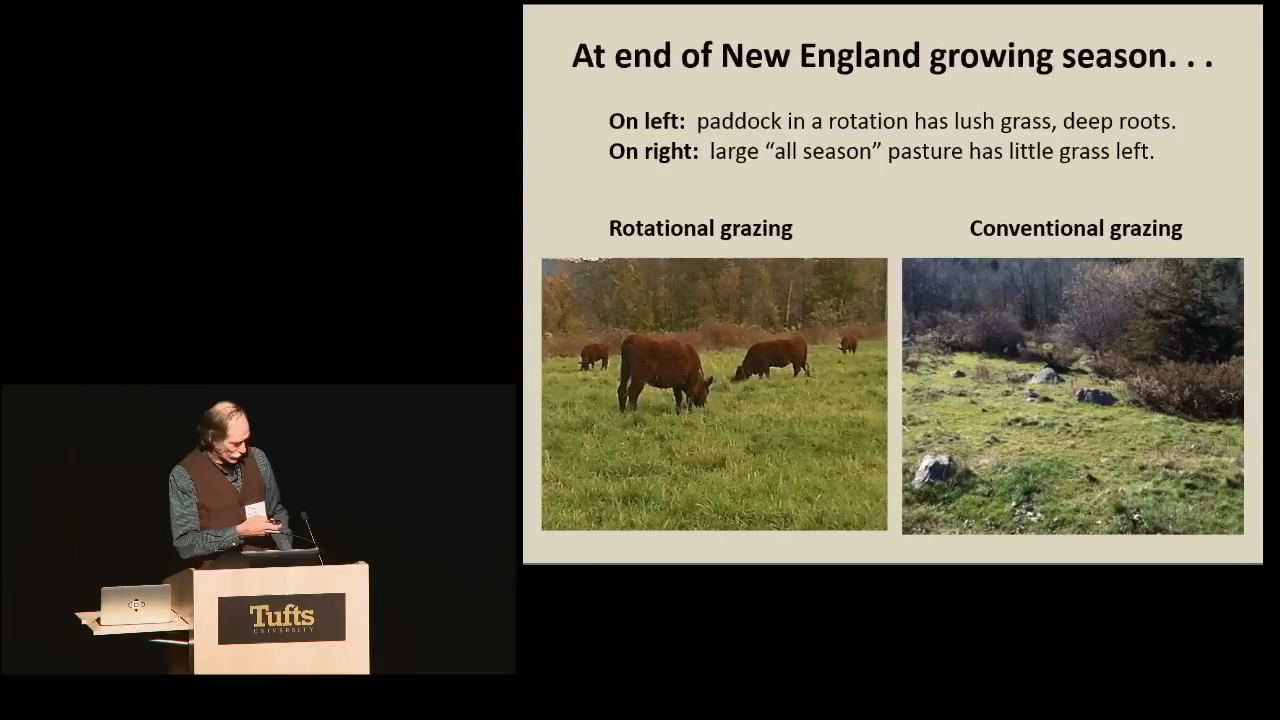 At end of New England growing season. . .
On left: paddock in a rotation has lush grass, deep roots.
On right: large “all season” pasture has little grass left.
Rotational grazing
Conventional grazing
Tufts
UNIVERSITY